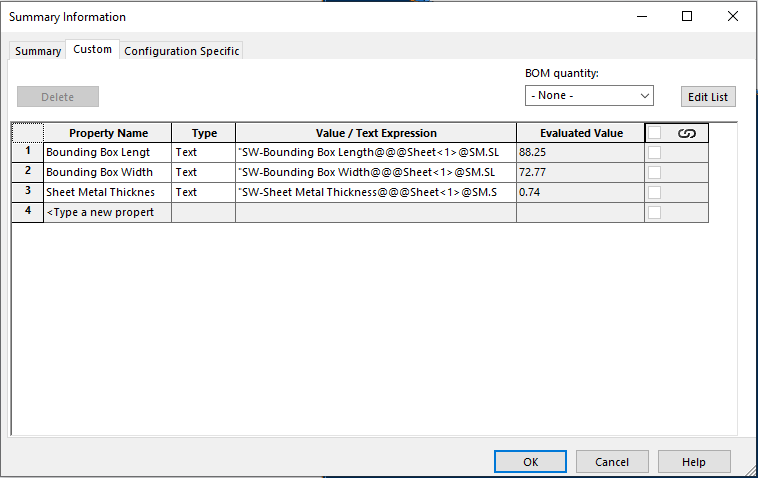 Summary Information
Summary Custom Configuration Specific
BOM quantity:
Delete - None - Edit List
Property Name Type Value / Text Expression Evaluated Value
1 Bounding Box Lengt Text "SW-Bounding Box Length@@@Sheet<1>@SM.SL 88.25
2 Bounding Box Width Text "SW-Bounding Box Width@@@Sheet<1>@SM.SL 72.77
3 Sheet Metal Thicknes Text "SW-Sheet Metal Thickness@@@Sheet<1>@SM.S 0.74
4 <Type a new propert
OK Cancel Help